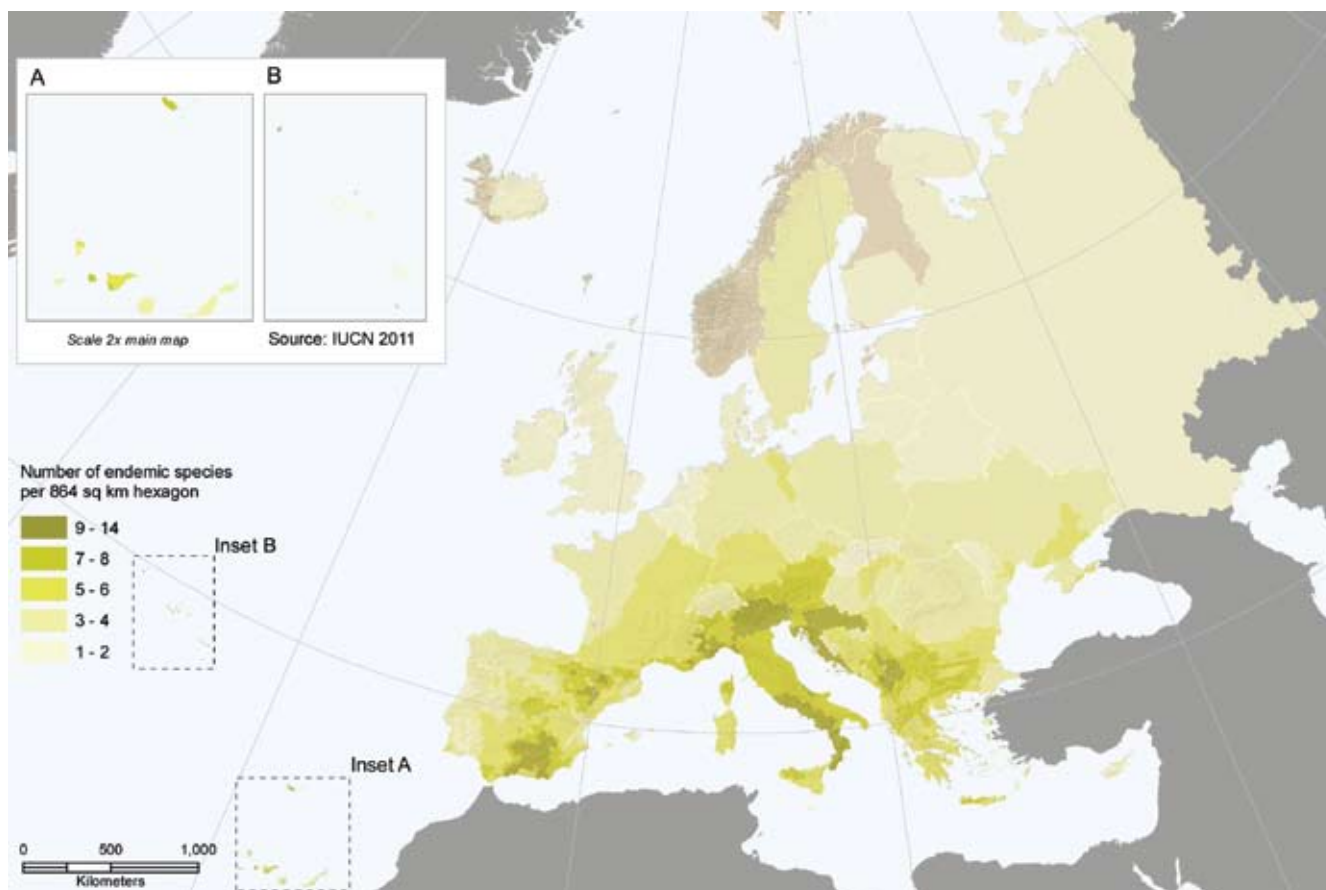 A
B
Scale 2x main map
Source: IUCN 2011
Number of endemic species
per 864 sq km hexagon
9 - 14
7 - 8
5 - 6
3 - 4
1 - 2
Inset B
Inset A
0 500 1,000
Kilometers